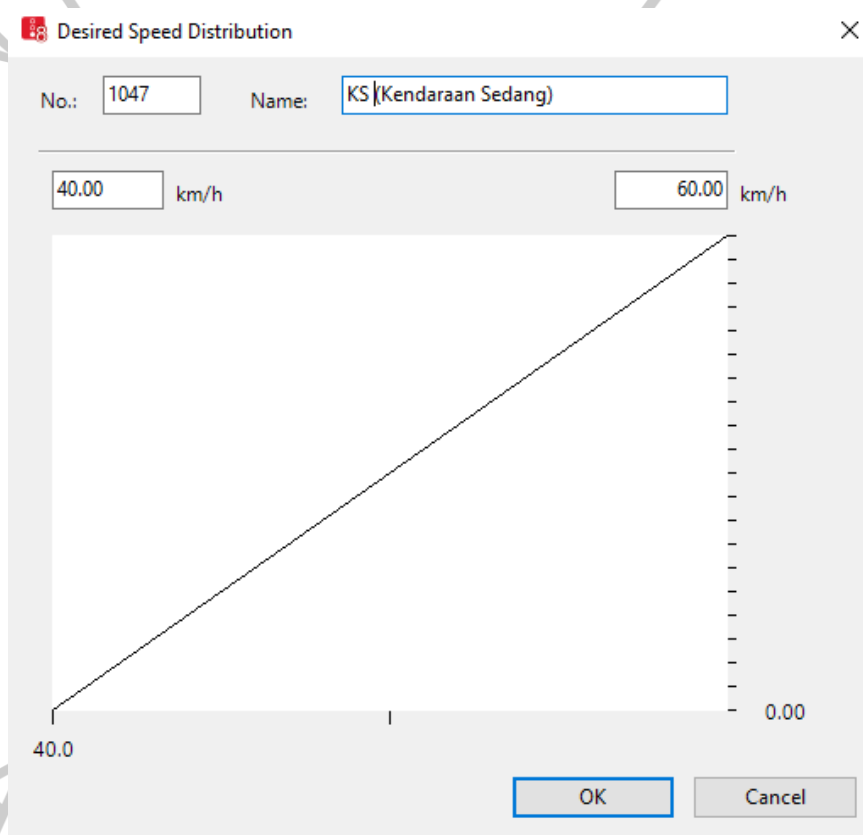 Desired Speed Distribution
No.: 1047 Name: KS (Kendaraan Sedang)
40.00 km/h 60.00 km/h
0.00
40.0
OK Cancel